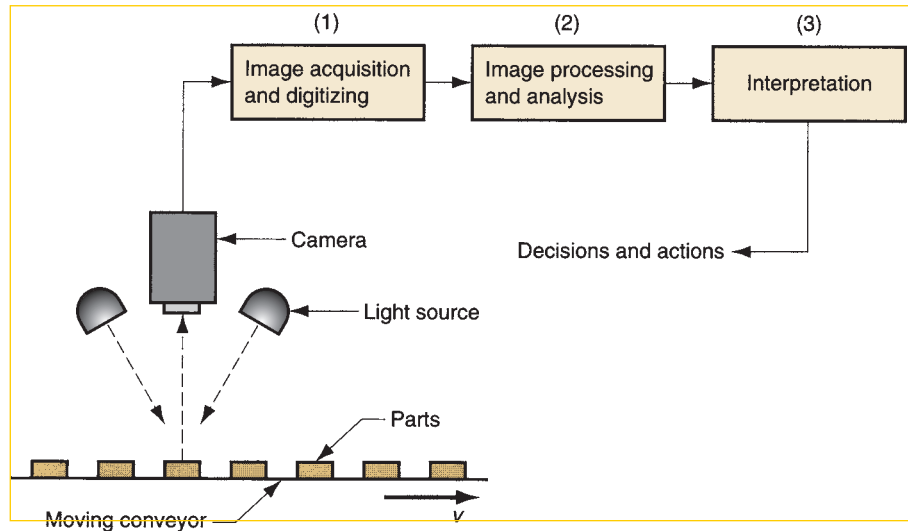 (1)
(2)
(3)
Image acquisition
and digitizing
Image processing
and analysis
Interpretation
Camera
Decisions and actions
Light source
Parts
Moving conveyor
v